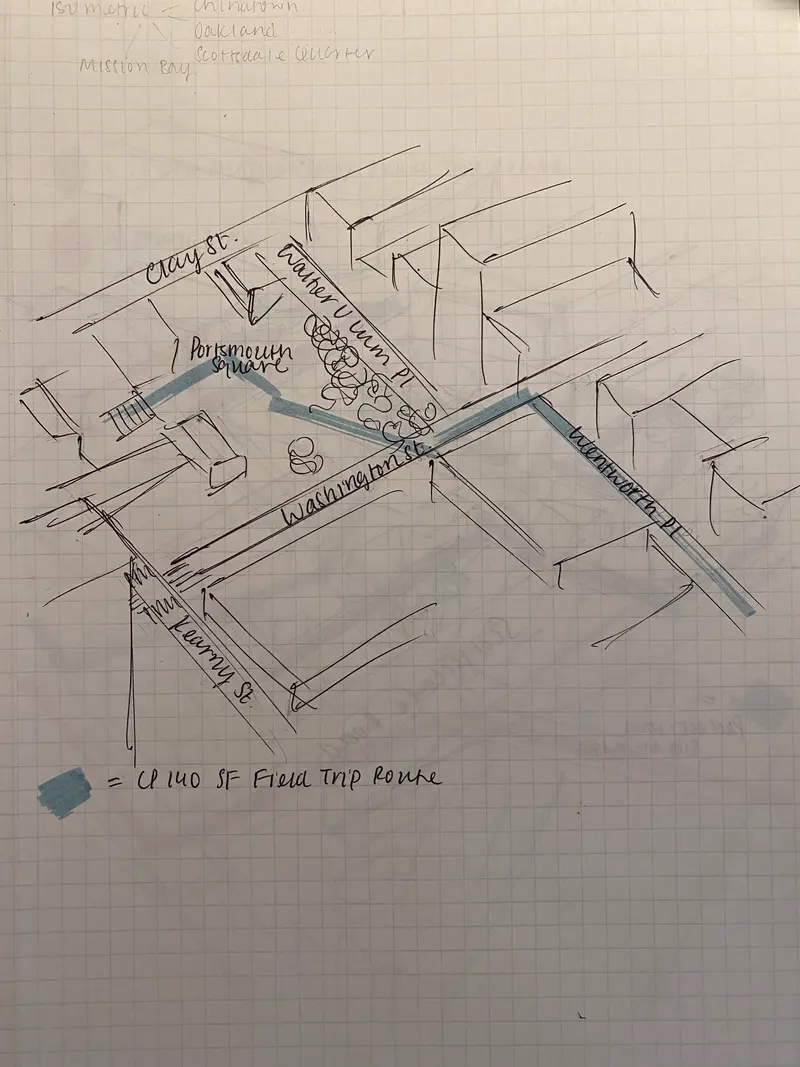 Isometric – Chinatown
Oakland
Scottsdale Quarter
Mission Bay
Clay St.
Walter U Lum Pl
Portsmouth
Square
Washington St.
Wentworth Pl
Kearny St.
= CP 140 SF Field Trip Route